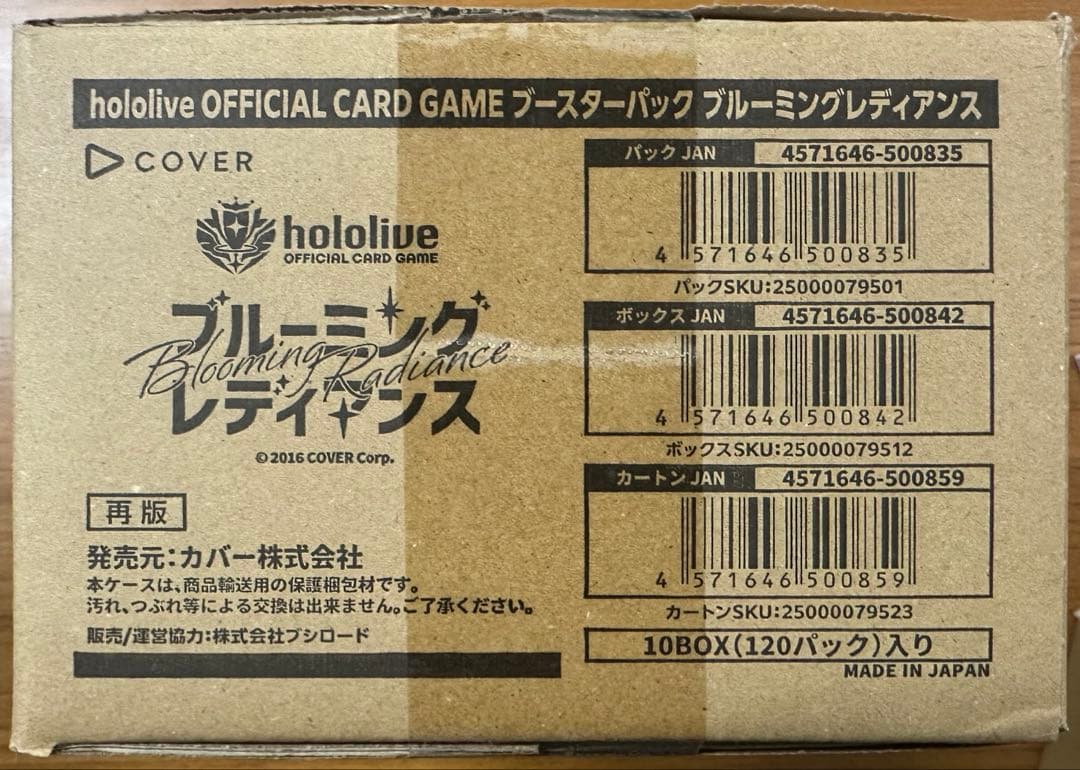 hololive OFFICIAL CARD GAME ブースターパック ブルーミングレディアンス
COVER
hololive
OFFICIAL CARD GAME
ブルーミング
Blooming Radiance
レディアンス
©2016 COVER Corp.
再版
発売元：カバー株式会社
本ケースは、商品輸送用の保護梱包材です。
汚れ、つぶれ等による交換は出来ません。ご了承ください。
販売/運営協力：株式会社ブシロード
パック JAN 4571646-500835
4 571646 500835
パックSKU：25000079501
ボックス JAN 4571646-500842
4 571646 500842
ボックスSKU：25000079512
カートン JAN 4571646-500859
4 571646 500859
カートンSKU：25000079523
10BOX（120パック）入り
MADE IN JAPAN